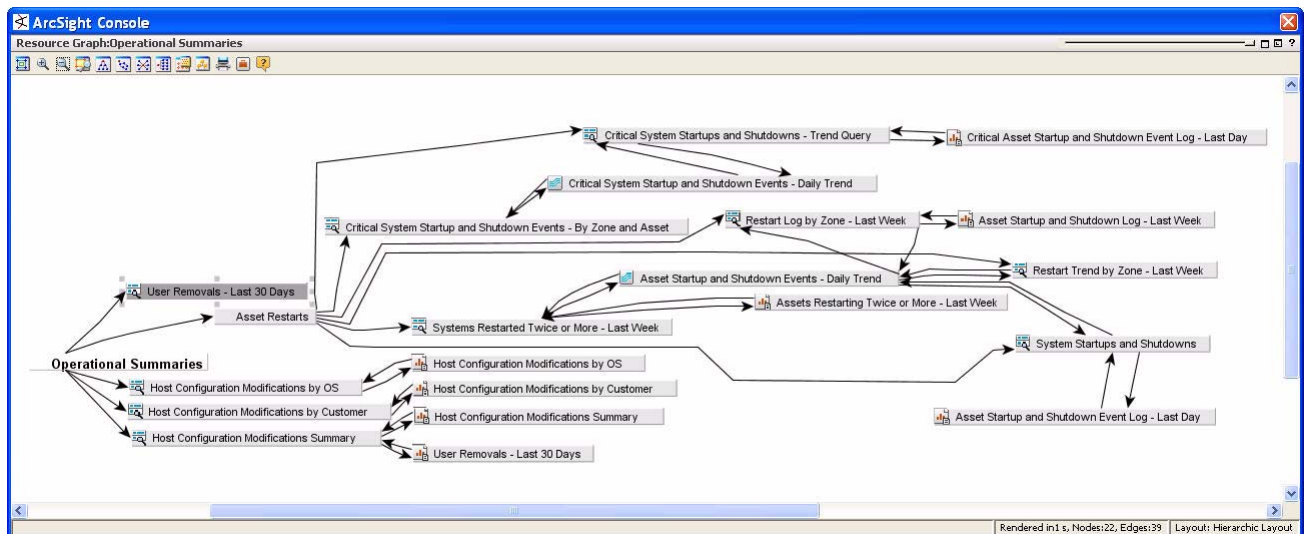 ArcSight Console
Resource Graph:Operational Summaries
Critical System Startups and Shutdowns - Trend Query
Critical Asset Startup and Shutdown Event Log - Last Day
Critical System Startup and Shutdown Events - Daily Trend
Critical System Startup and Shutdown Events - By Zone and Asset
Restart Log by Zone - Last Week
Asset Startup and Shutdown Log - Last Week
Asset Startup and Shutdown Events - Daily Trend
Restart Trend by Zone - Last Week
User Removals - Last 30 Days
Assets Restarting Twice or More - Last Week
Asset Restarts
Systems Restarted Twice or More - Last Week
System Startups and Shutdowns
Operational Summaries
Host Configuration Modifications by OS
Host Configuration Modifications by OS
Host Configuration Modifications by Customer
Host Configuration Modifications by Customer
Host Configuration Modifications Summary
Asset Startup and Shutdown Event Log - Last Day
Host Configuration Modifications Summary
User Removals - Last 30 Days
Rendered in1 s, Nodes:22, Edges:39
Layout: Hierarchic Layout